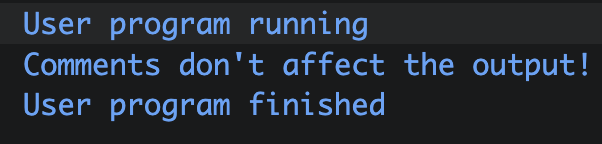 User program running
Comments don't affect the output!
User program finished